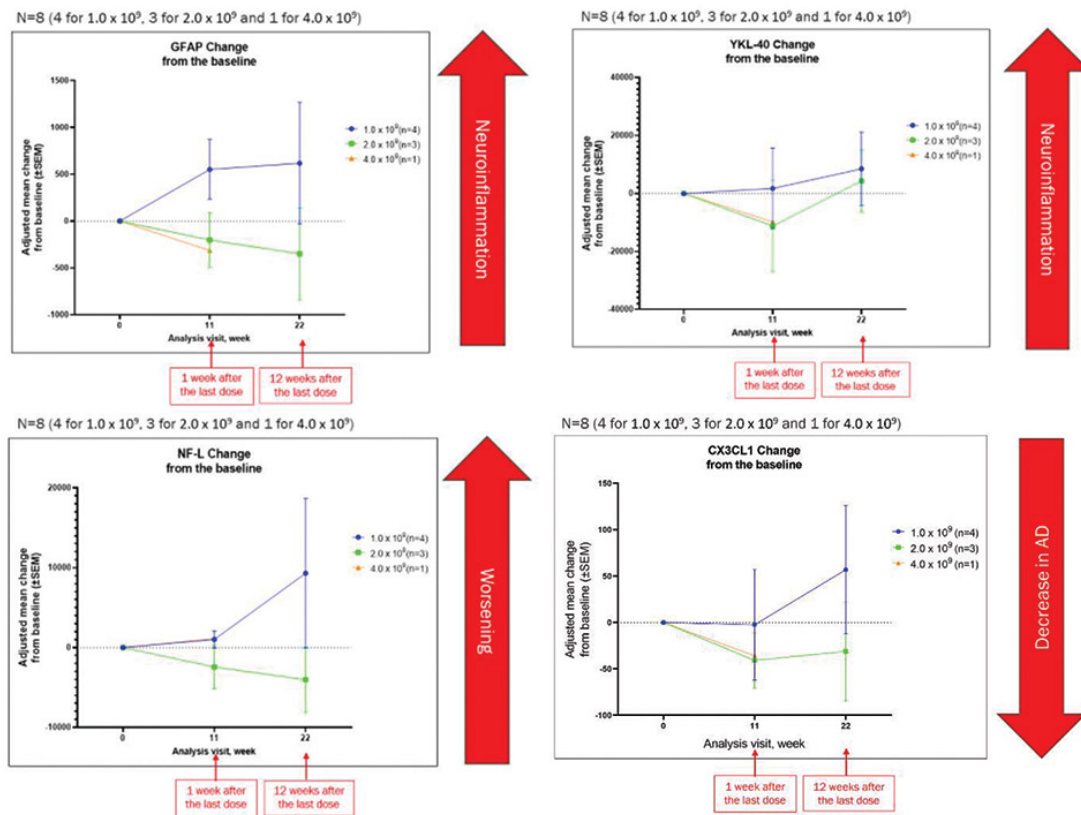 N=8 (4 for 1.0 x 10⁹, 3 for 2.0 x 10⁹ and 1 for 4.0 x 10⁹)
GFAP Change
from the baseline
Adjusted mean change
from baseline (±SEM)
1500
1000
500
0
-500
-1000
0
11
22
Analysis visit, week
1.0 x 10⁹(n=4)
2.0 x 10⁹(n=3)
4.0 x 10⁹(n=1)
1 week after
the last dose
12 weeks after
the last dose
Neuroinflammation
N=8 (4 for 1.0 x 10⁹, 3 for 2.0 x 10⁹ and 1 for 4.0 x 10⁹)
YKL-40 Change
from the baseline
Adjusted mean change
from baseline (±SEM)
40000
20000
0
-20000
-40000
0
11
22
Analysis visit, week
1.0 x 10⁹(n=4)
2.0 x 10⁹(n=3)
4.0 x 10⁹(n=1)
1 week after
the last dose
12 weeks after
the last dose
Neuroinflammation
N=8 (4 for 1.0 x 10⁹, 3 for 2.0 x 10⁹ and 1 for 4.0 x 10⁹)
NF-L Change
from the baseline
Adjusted mean change
from baseline (±SEM)
20000
10000
0
-10000
0
11
22
Analysis visit, week
1.0 x 10⁹(n=4)
2.0 x 10⁹(n=3)
4.0 x 10⁹(n=1)
1 week after
the last dose
12 weeks after
the last dose
Worsening
N=8 (4 for 1.0 x 10⁹, 3 for 2.0 x 10⁹ and 1 for 4.0 x 10⁹)
CX3CL1 Change
from the baseline
Adjusted mean change
from baseline (±SEM)
150
100
50
0
-50
-100
0
11
22
Analysis visit, week
1.0 x 10⁹ (n=4)
2.0 x 10⁹ (n=3)
4.0 x 10⁹ (n=1)
1 week after
the last dose
12 weeks after
the last dose
Decrease in AD